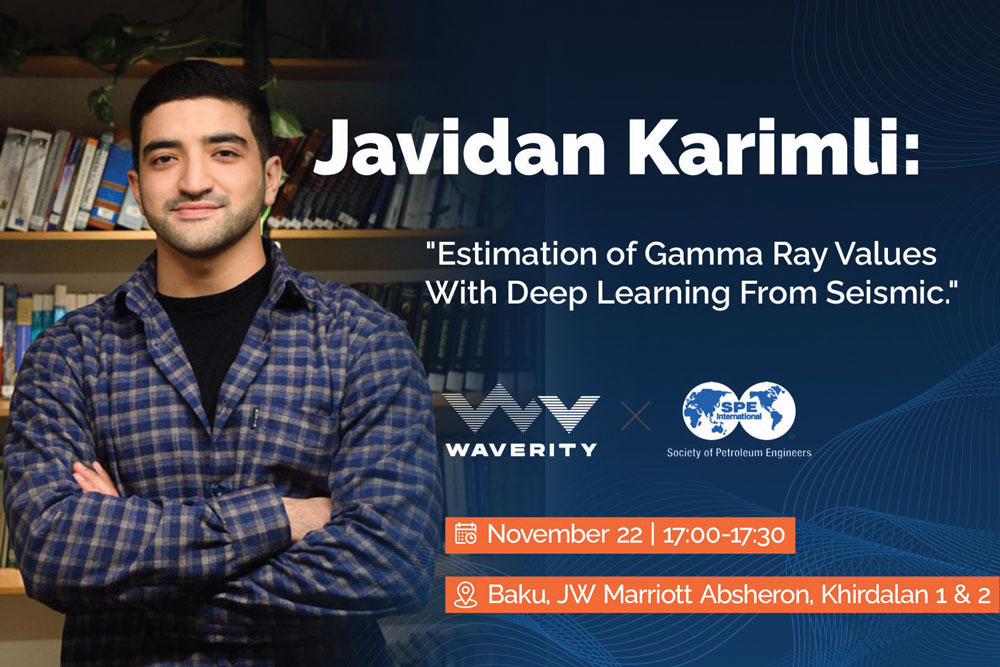 Javidan Karimli:
"Estimation of Gamma Ray Values
With Deep Learning From Seismic."
WAVERITY
SPE
International
Society of Petroleum Engineers
November 22 | 17:00-17:30
Baku, JW Marriott Absheron, Khirdalan 1 & 2